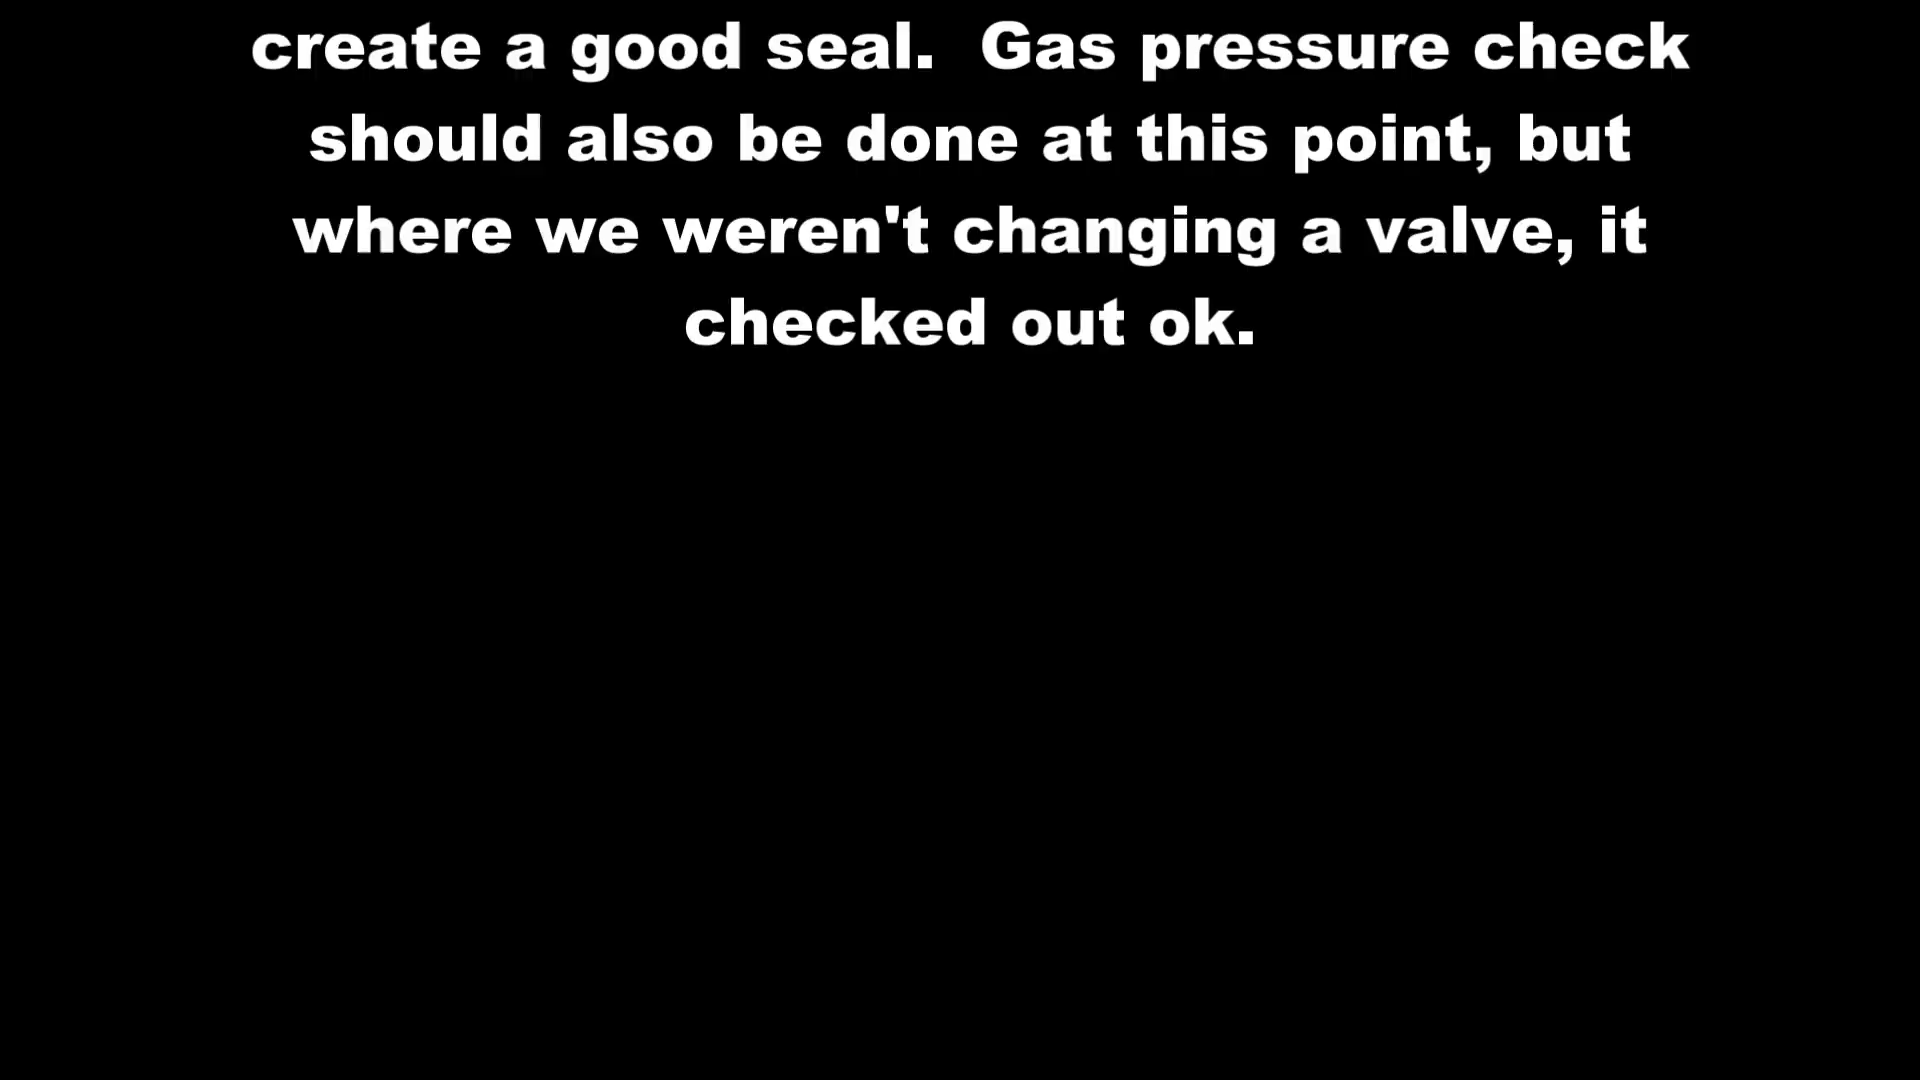 create a good seal.  Gas pressure check
should also be done at this point, but
where we weren't changing a valve, it
checked out ok.